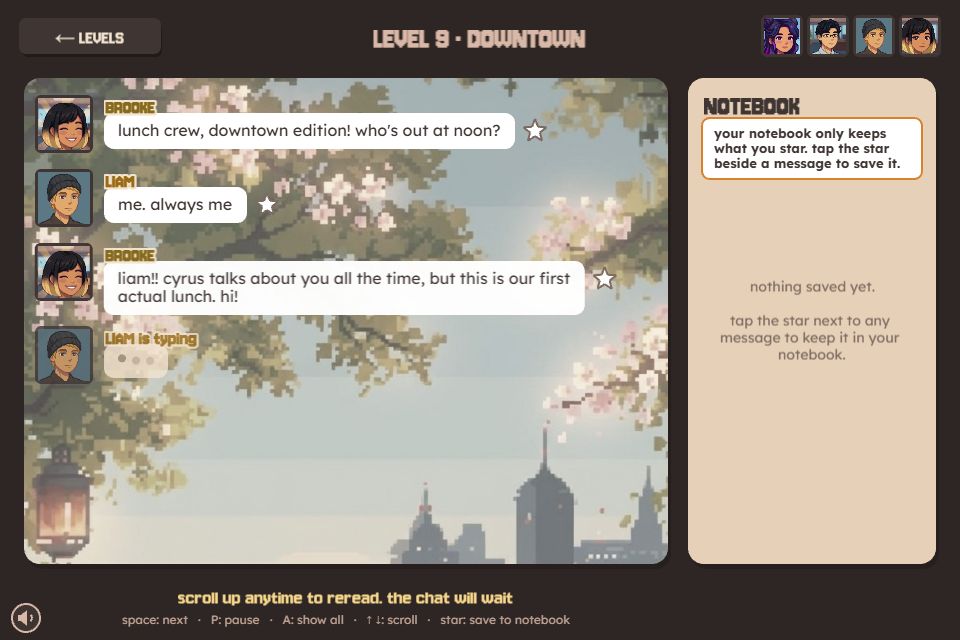 ← LEVELS
LEVEL 9 · DOWNTOWN
BROOKE
lunch crew, downtown edition! who's out at noon?
LIAM
me. always me
BROOKE
liam!! cyrus talks about you all the time, but this is our first
actual lunch. hi!
LIAM is typing
NOTEBOOK
your notebook only keeps
what you star. tap the star
beside a message to save it.
nothing saved yet.
tap the star next to any
message to keep it in your
notebook.
scroll up anytime to reread. the chat will wait
space: next · P: pause · A: show all · ↑↓: scroll · star: save to notebook